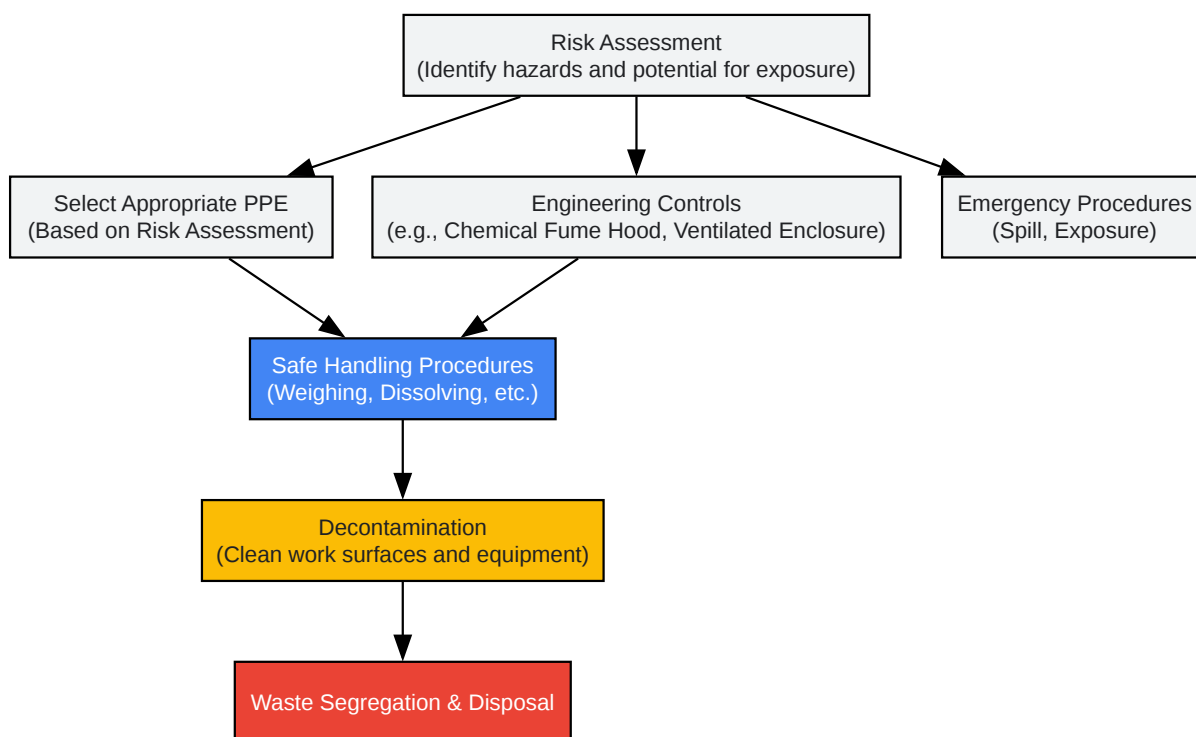 Risk Assessment
(Identify hazards and potential for exposure)
Select Appropriate PPE
(Based on Risk Assessment)
Engineering Controls
(e.g., Chemical Fume Hood, Ventilated Enclosure)
Emergency Procedures
(Spill, Exposure)
Safe Handling Procedures
(Weighing, Dissolving, etc.)
Decontamination
(Clean work surfaces and equipment)
Waste Segregation & Disposal